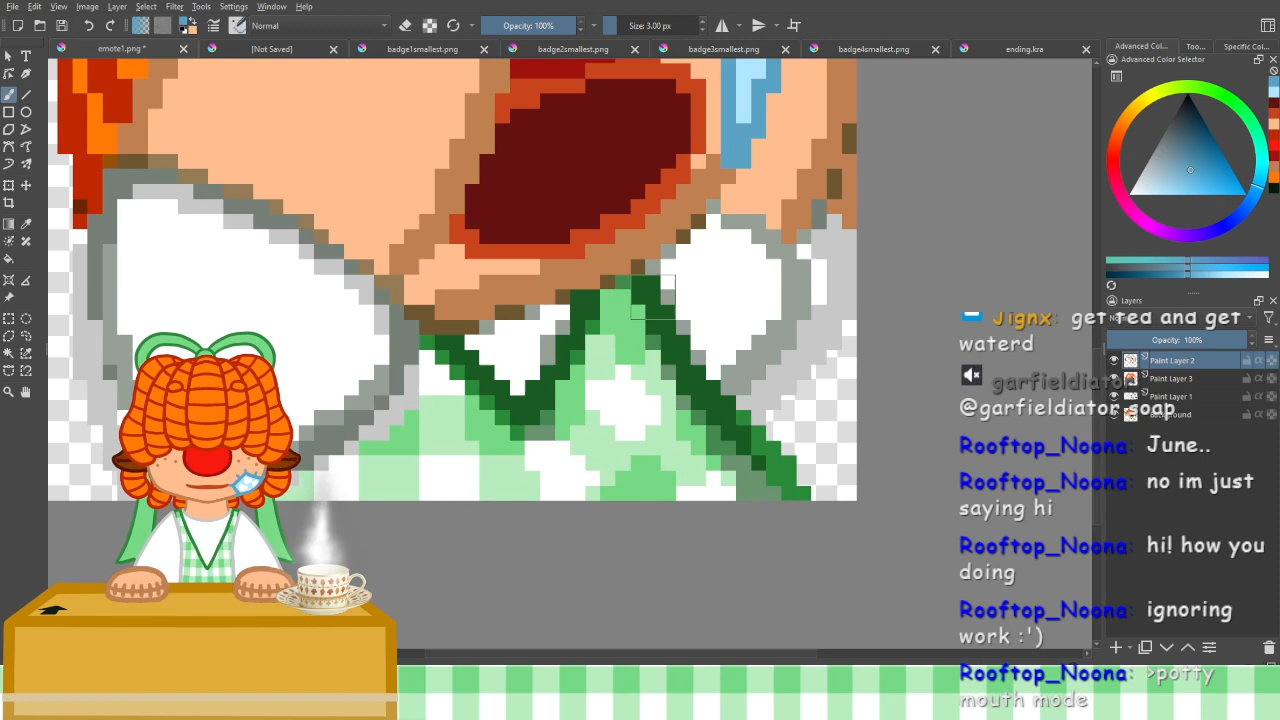 File Edit View Image Layer Select Filter Tools Settings Window Help
Normal Opacity: 100% Size: 3.00 px
emote1.png * [Not Saved] badge1smallest.png badge2smallest.png badge3smallest.png badge4smallest.png ending.kra
Advanced Col... Too... Specific Col...
Advanced Color Selector
Layers
Opacity: 100%
Paint Layer 2
Paint Layer 3
Paint Layer 1
Background
Jignx: get tea and get
waterd
garfieldiator:
@garfieldiator soap
Rooftop_Noona: June..
Rooftop_Noona: no im just
saying hi
Rooftop_Noona: hi! how you
doing
Rooftop_Noona: ignoring
work :')
Rooftop_Noona: >potty
mouth mode